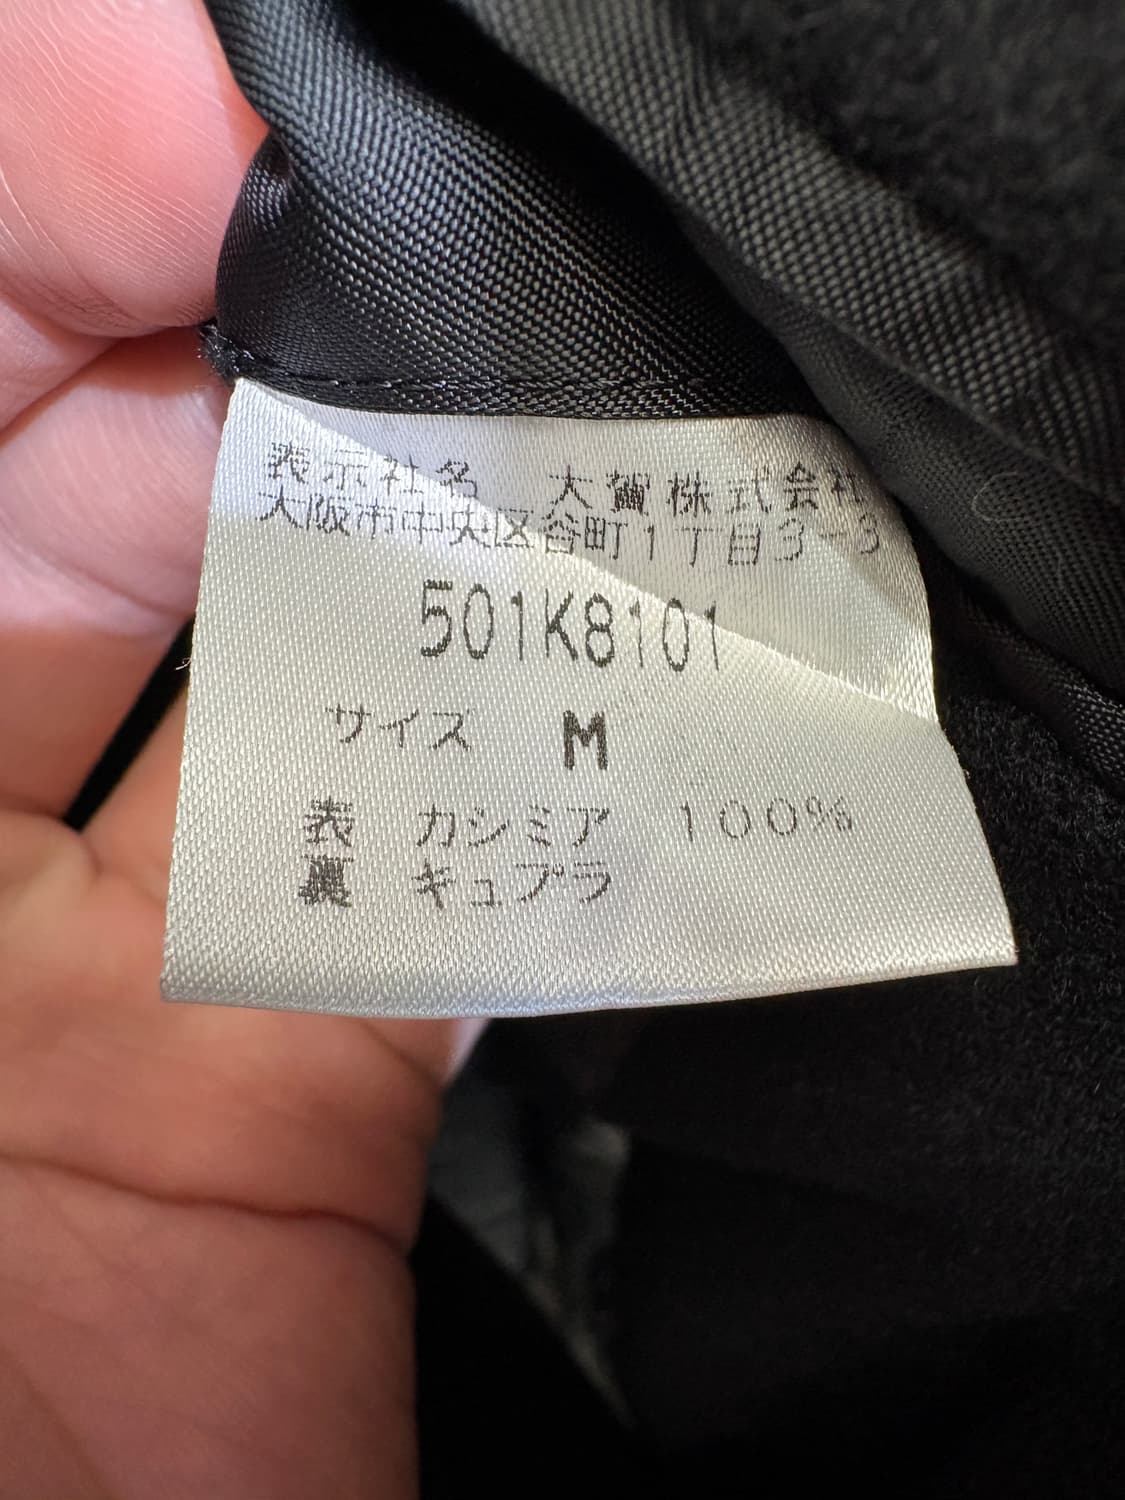 表示社名 大賀株式会社
大阪市中央区谷町1丁目3-3
501K8101
サイズ M
表 カシミア 100%
裏 キュプラ